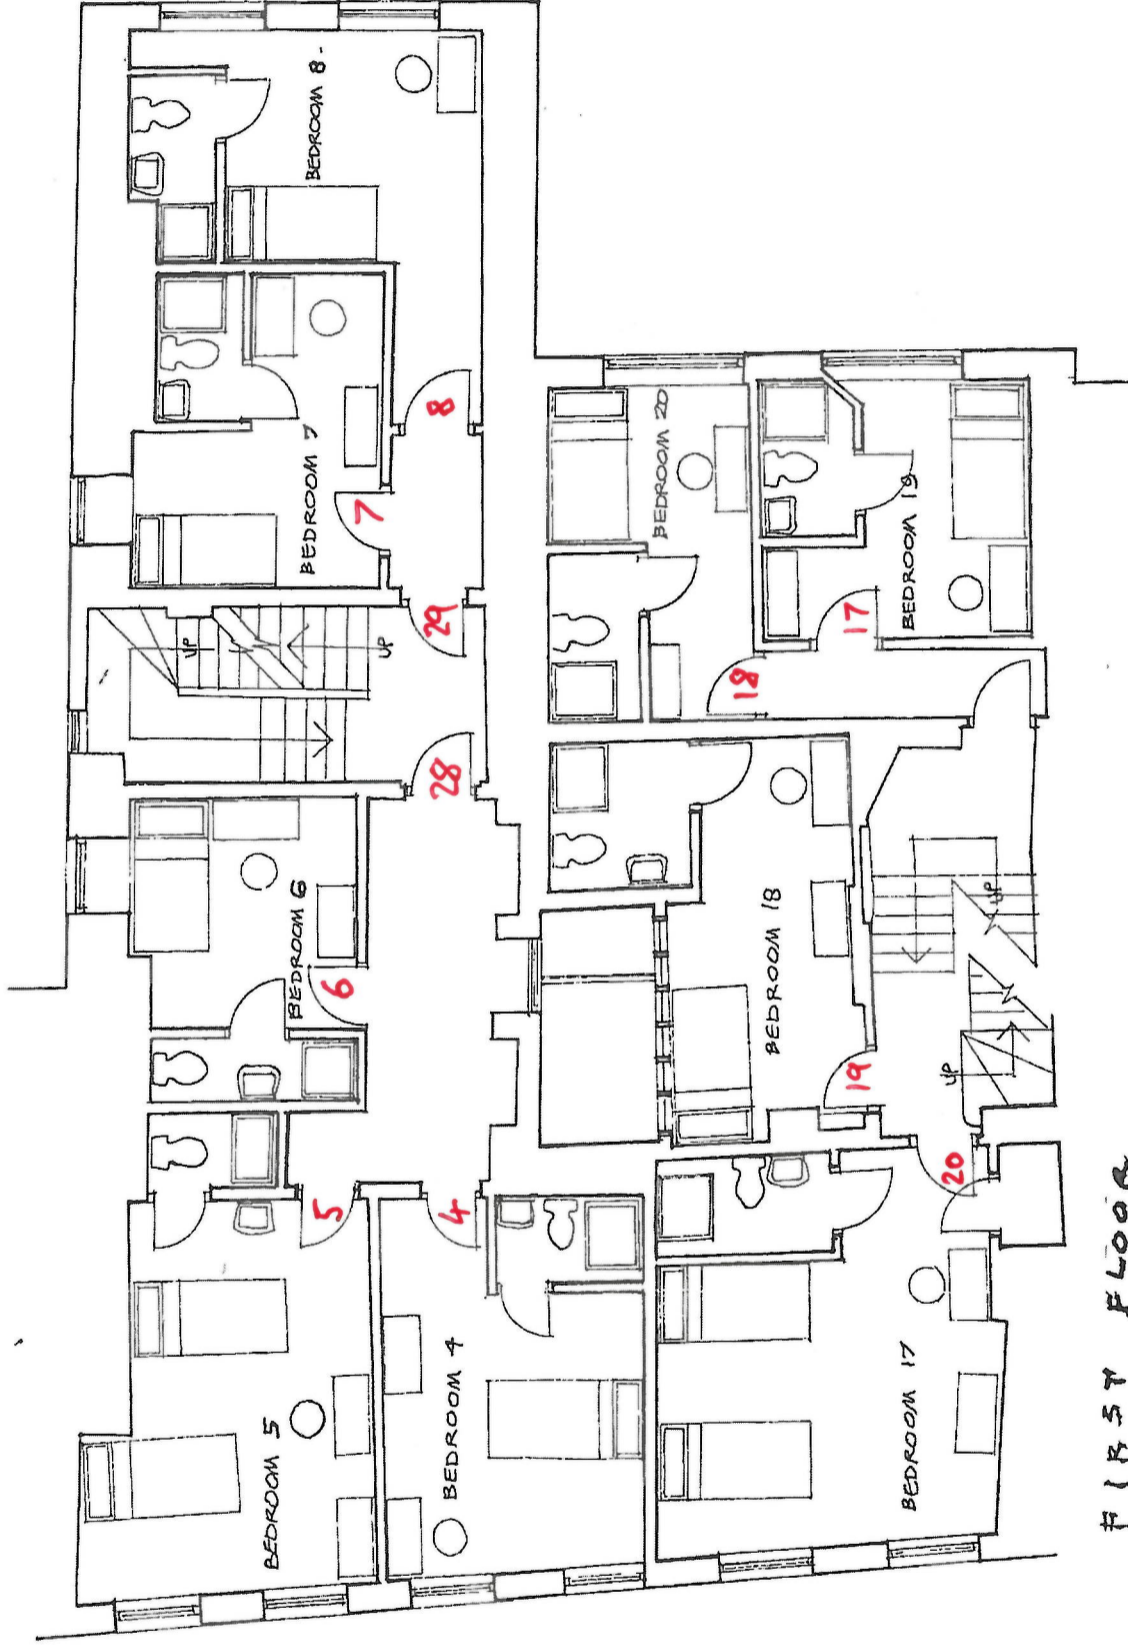 BEDROOM 8
8
BEDROOM 7
7
29
UP
UP
28
BEDROOM 6
6
5
4
BEDROOM 5
BEDROOM 4
BEDROOM 20
BEDROOM 19
17
18
BEDROOM 18
19
UP
UP
20
BEDROOM 17
FIRST FLOOR